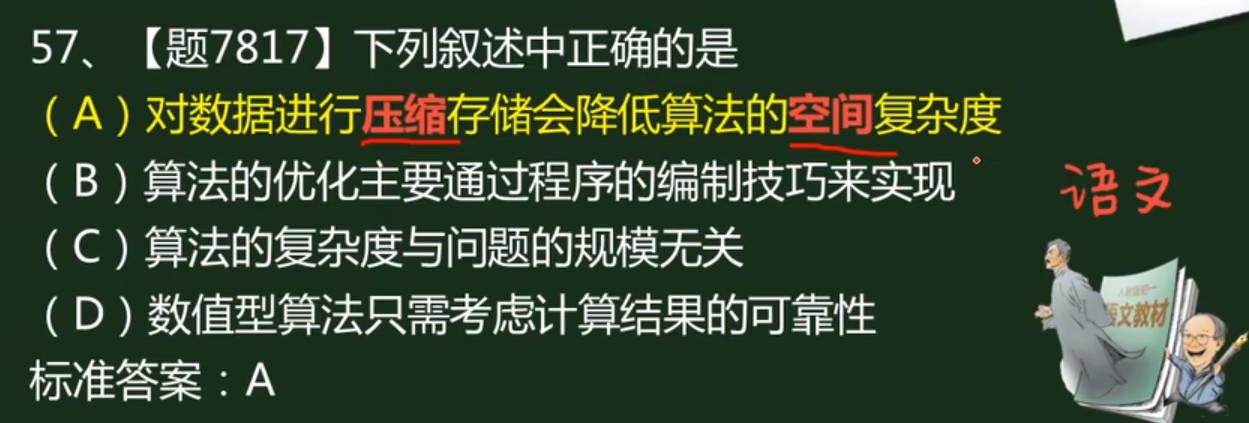 57、【题7817】下列叙述中正确的是
（A）对数据进行压缩存储会降低算法的空间复杂度
（B）算法的优化主要通过程序的编制技巧来实现
（C）算法的复杂度与问题的规模无关
（D）数值型算法只需考虑计算结果的可靠性
标准答案：A
语文
语文教材